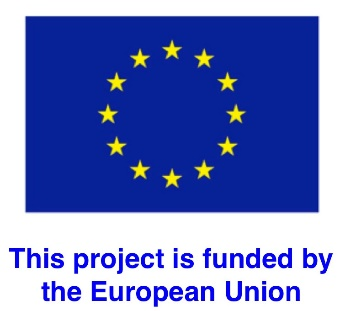 This project is funded by
the European Union